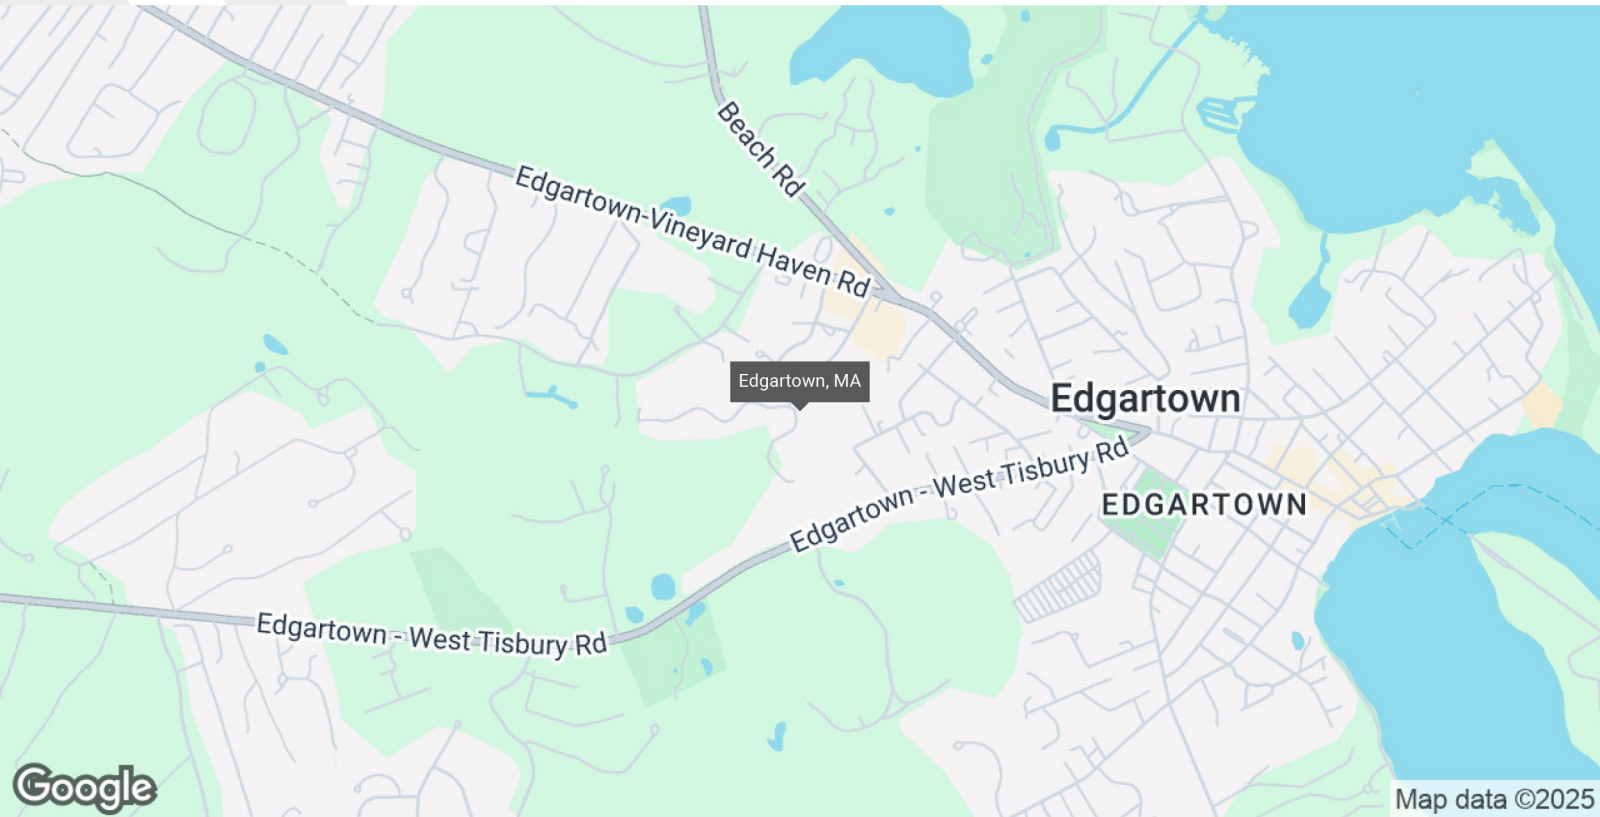 Beach Rd
Edgartown-Vineyard Haven Rd
Edgartown, MA
Edgartown
Edgartown - West Tisbury Rd
EDGARTOWN
Edgartown - West Tisbury Rd
Google
Map data ©2025